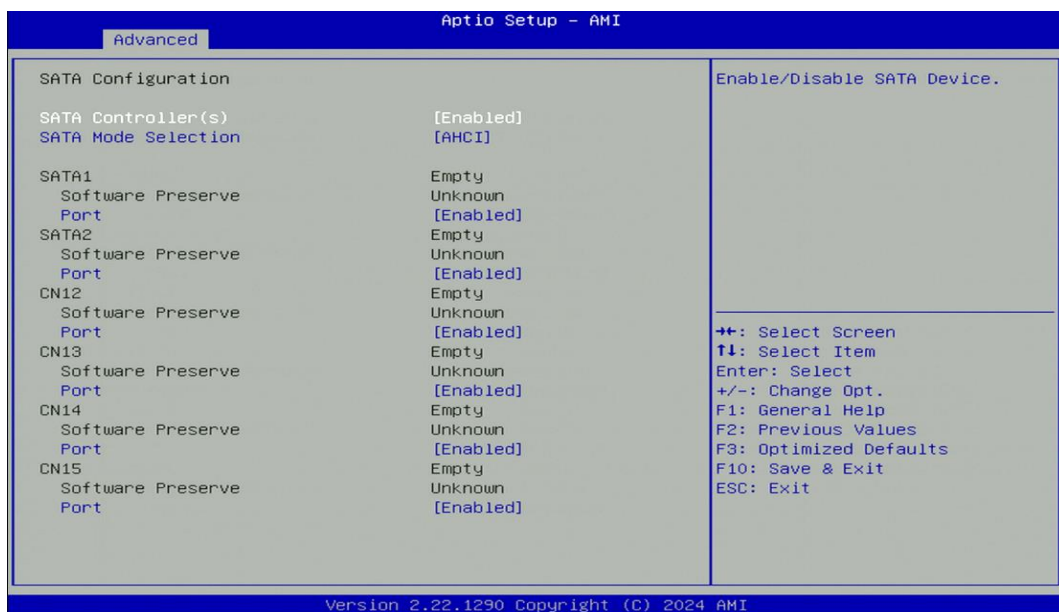 Aptio Setup – AMI
Advanced
SATA Configuration
SATA Controller(s) [Enabled]
SATA Mode Selection [AHCI]
SATA1 Empty
Software Preserve Unknown
Port [Enabled]
SATA2 Empty
Software Preserve Unknown
Port [Enabled]
CN12 Empty
Software Preserve Unknown
Port [Enabled]
CN13 Empty
Software Preserve Unknown
Port [Enabled]
CN14 Empty
Software Preserve Unknown
Port [Enabled]
CN15 Empty
Software Preserve Unknown
Port [Enabled]
Enable/Disable SATA Device.
→←: Select Screen
↑↓: Select Item
Enter: Select
+/-: Change Opt.
F1: General Help
F2: Previous Values
F3: Optimized Defaults
F10: Save & Exit
ESC: Exit
Version 2.22.1290 Copyright (C) 2024 AMI